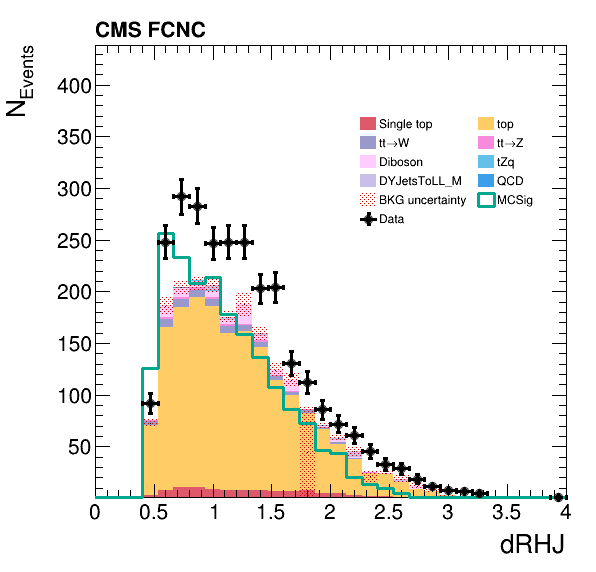 CMS FCNC
N_Events
400
350
300
250
200
150
100
50
Single top
top
tt→W
tt→Z
Diboson
tZq
DYJetsToLL_M
QCD
BKG uncertainty
MCSig
Data
0 0.5 1 1.5 2 2.5 3 3.5 4
dRHJ